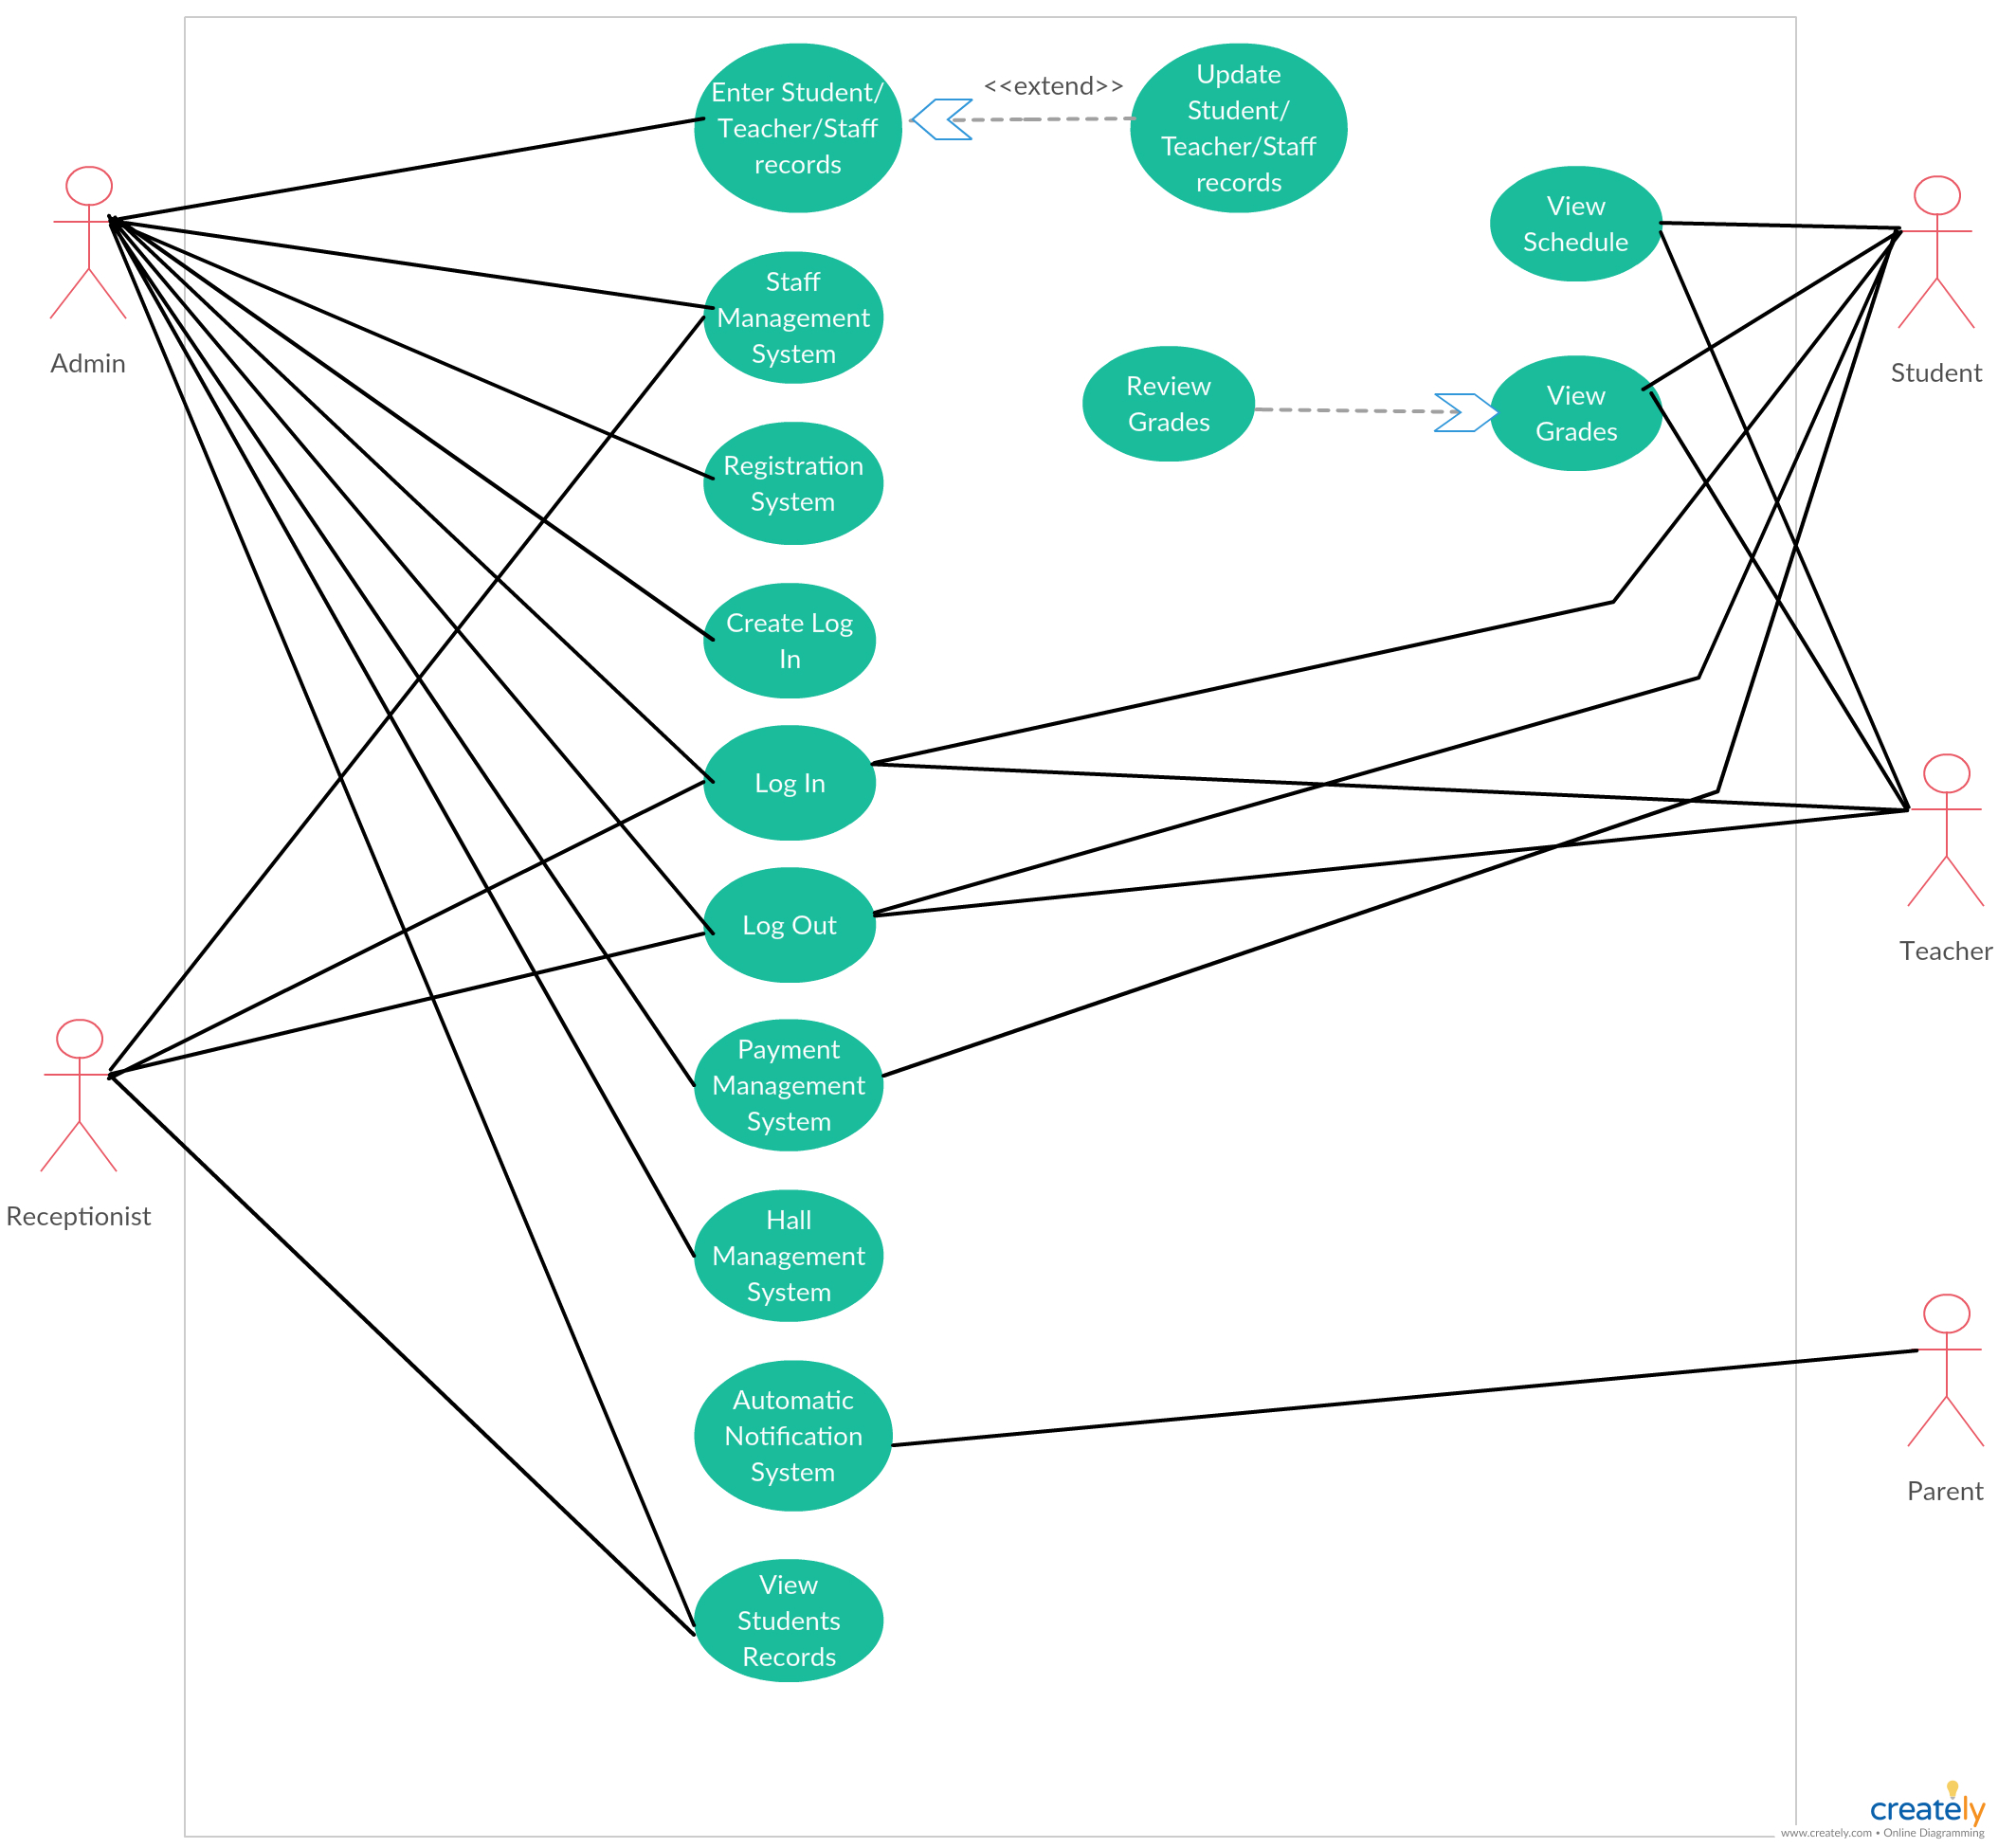 Enter Student/
Teacher/Staff
records
<<extend>>
Update
Student/
Teacher/Staff
records
View
Schedule
Staff
Management
System
Admin
Student
Review
Grades
View
Grades
Registration
System
Create Log
In
Log In
Log Out
Teacher
Payment
Management
System
Receptionist
Hall
Management
System
Automatic
Notification
System
Parent
View
Students
Records
creately
www.creately.com • Online Diagramming